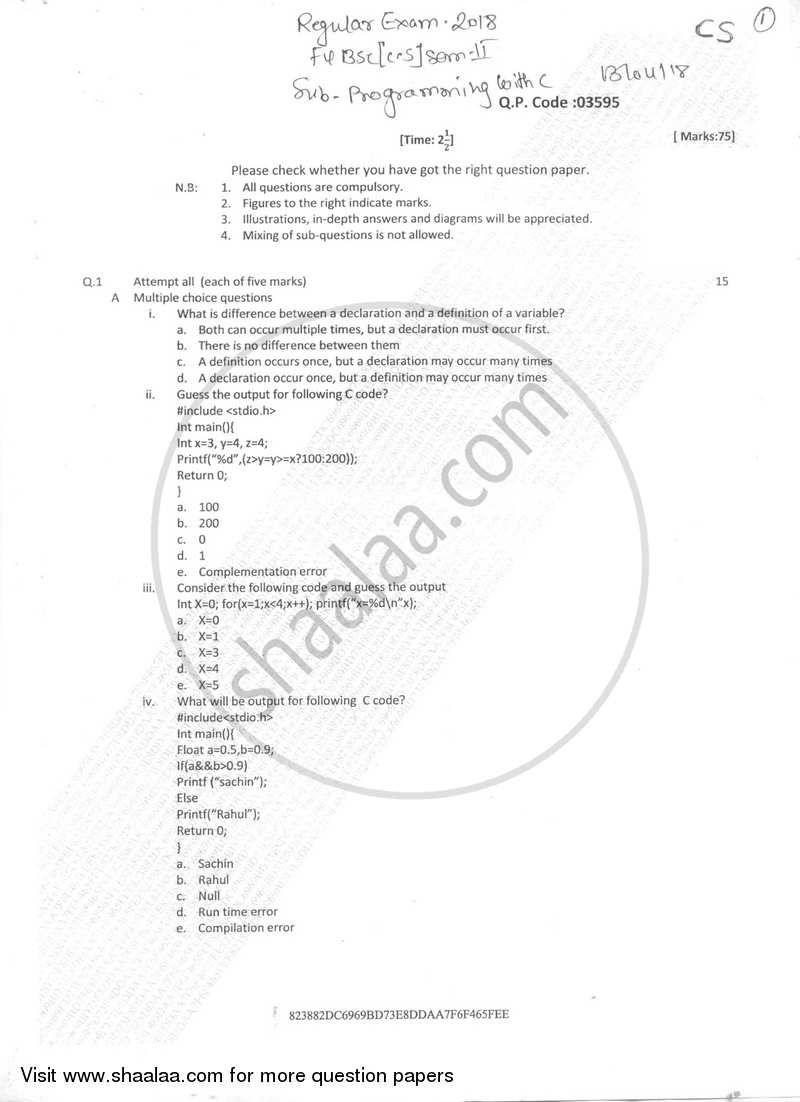 Regular Exam - 2018
CS 1
FY BSc[CS] Sem-II
Sub- Programming With C 13/04/18
Q.P. Code :03595
[Time: 2½]
[ Marks:75]
Please check whether you have got the right question paper.
N.B: 1. All questions are compulsory.
2. Figures to the right indicate marks.
3. Illustrations, in-depth answers and diagrams will be appreciated.
4. Mixing of sub-questions is not allowed.
Q.1 Attempt all (each of five marks) 15
A Multiple choice questions
i. What is difference between a declaration and a definition of a variable?
a. Both can occur multiple times, but a declaration must occur first.
b. There is no difference between them
c. A definition occurs once, but a declaration may occur many times
d. A declaration occur once, but a definition may occur many times
ii. Guess the output for following C code?
#include <stdio.h>
Int main(){
Int x=3, y=4, z=4;
Printf("%d",(z>y=y>=x?100:200));
Return 0;
}
a. 100
b. 200
c. 0
d. 1
e. Complementation error
iii. Consider the following code and guess the output
Int X=0; for(x=1;x<4;x++); printf("x=%d\n"x);
a. X=0
b. X=1
c. X=3
d. X=4
e. X=5
iv. What will be output for following C code?
#include<stdio.h>
Int main(){
Float a=0.5,b=0.9;
If(a&&b>0.9)
Printf ("sachin");
Else
Printf("Rahul");
Return 0;
}
a. Sachin
b. Rahul
c. Null
d. Run time error
e. Compilation error
shaalaa.com
823882DC6969BD73E8DDAA7F6F465FEE
Visit www.shaalaa.com for more question papers